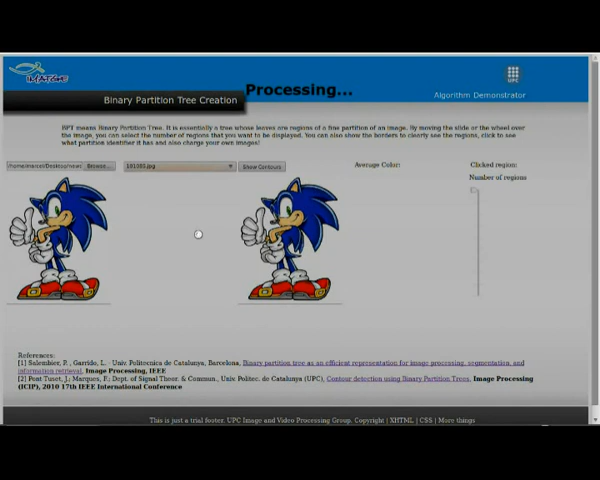 IMATGE
Processing...
UPC
Binary Partition Tree Creation
Algorithm Demonstrator
BPT means Binary Partition Tree. It is essentially a tree whose leaves are regions of a fine partition of an image. By moving the slide or the wheel over
the image, you can select the number of regions that you want to be displayed. You can also show the borders to clearly see the regions, click to see
what partition identifier it has and also charge your own images!
Browse...
101085.jpg
Show Contours
Average Color:
Clicked region:
Number of regions
References:
[1] Salembier, P., Garrido, L. - Univ. Politecnica de Catalunya, Barcelona, Binary partition tree as an efficient representation for image processing, segmentation, and
information retrieval, Image Processing, IEEE
[2] Pont Tuset, J.; Marques, F.; Dept. of Signal Theor. & Commun., Univ. Politec. de Catalunya (UPC), Contour detection using Binary Partition Trees, Image Processing
(ICIP), 2010 17th IEEE International Conference
This is just a trial footer. UPC Image and Video Processing Group. Copyright | XHTML | CSS | More things